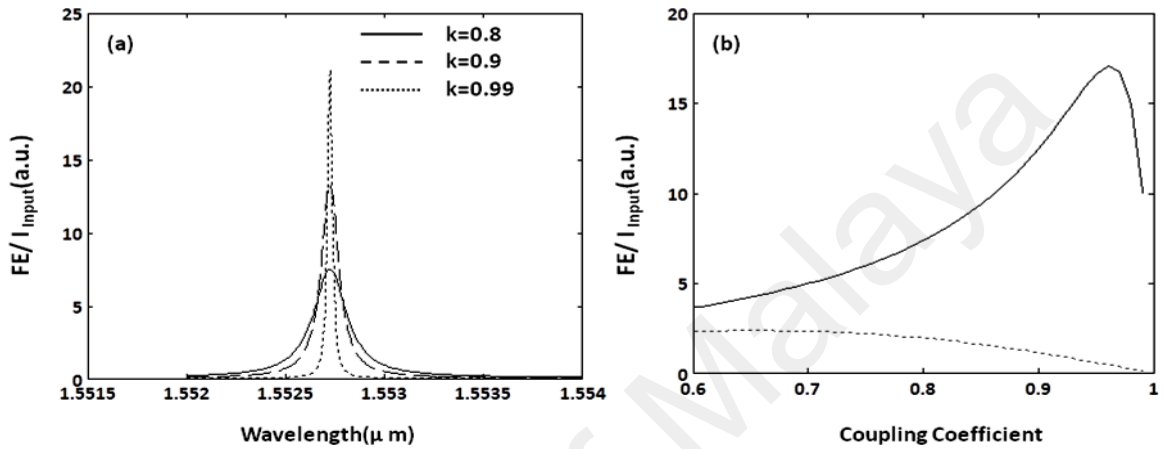 (a)
k=0.8
k=0.9
k=0.99
25
20
15
10
5
0
FE/ I_Input(a.u.)
1.5515 1.552 1.5525 1.553 1.5535 1.554
Wavelength(μ m)
(b)
20
15
10
5
0
FE/ I_Input(a.u.)
0.6 0.7 0.8 0.9 1
Coupling Coefficient
f Malaya